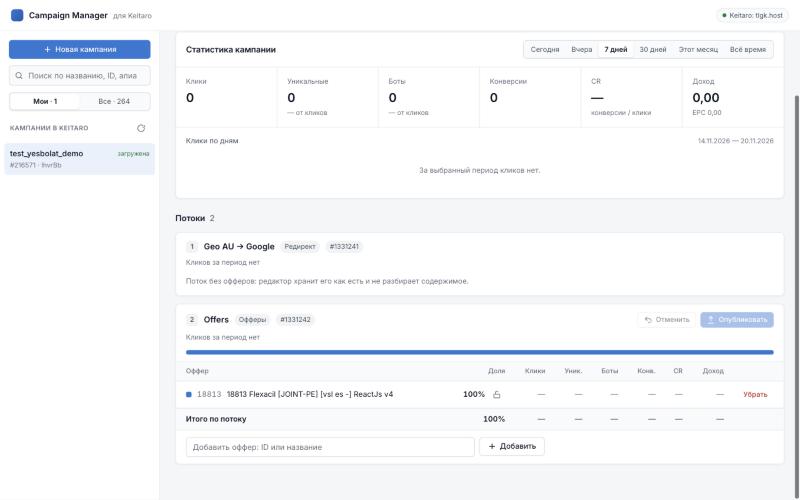 Campaign Manager для Keitaro
Keitaro: tlgk.host
+ Новая кампания
Поиск по названию, ID, алиа
Мои · 1 Все · 264
КАМПАНИИ В KEITARO
test_yesbolat_demo загружена
#216571 · lhvrBb
Статистика кампании
Сегодня Вчера 7 дней 30 дней Этот месяц Всё время
Клики Уникальные Боты Конверсии CR Доход
0 0 0 0 — 0,00
— от кликов — от кликов конверсии / клики EPC 0,00
Клики по дням 14.11.2026 — 20.11.2026
За выбранный период кликов нет.
Потоки 2
1 Geo AU → Google Редирект #1331241
Кликов за период нет
Поток без офферов: редактор хранит его как есть и не разбирает содержимое.
2 Offers Офферы #1331242 Отменить Опубликовать
Кликов за период нет
Оффер Доля Клики Уник. Боты Конв. CR Доход
18813 18813 Flexacil [JOINT-PE] [vsl es -] ReactJs v4 100% — — — — — — Убрать
Итого по потоку 100% — — — — — —
Добавить оффер: ID или название + Добавить